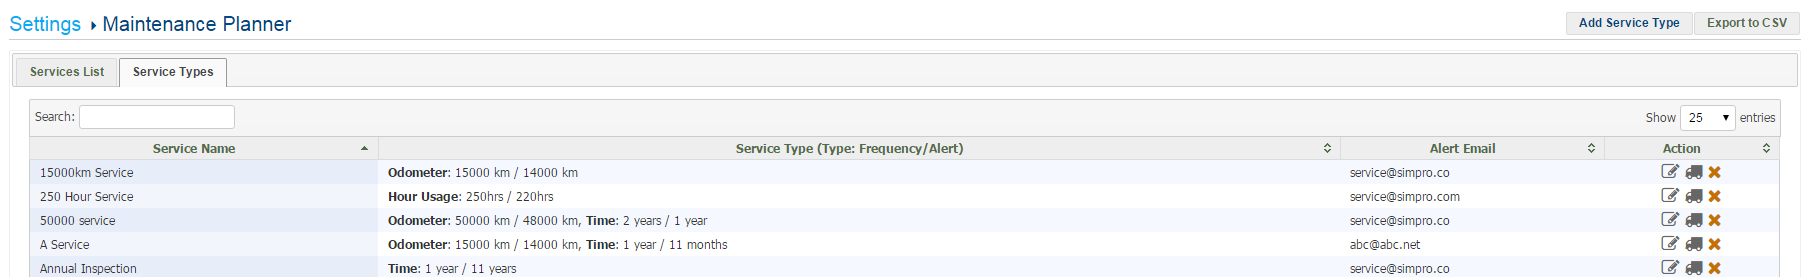 Settings ▸ Maintenance Planner
Add Service Type
Export to CSV
Services List
Service Types
Search:
Show 25 entries
Service Name
Service Type (Type: Frequency/Alert)
Alert Email
Action
15000km Service
Odometer: 15000 km / 14000 km
service@simpro.co
250 Hour Service
Hour Usage: 250hrs / 220hrs
service@simpro.com
50000 service
Odometer: 50000 km / 48000 km, Time: 2 years / 1 year
service@simpro.co
A Service
Odometer: 15000 km / 14000 km, Time: 1 year / 11 months
abc@abc.net
Annual Inspection
Time: 1 year / 11 years
service@simpro.co